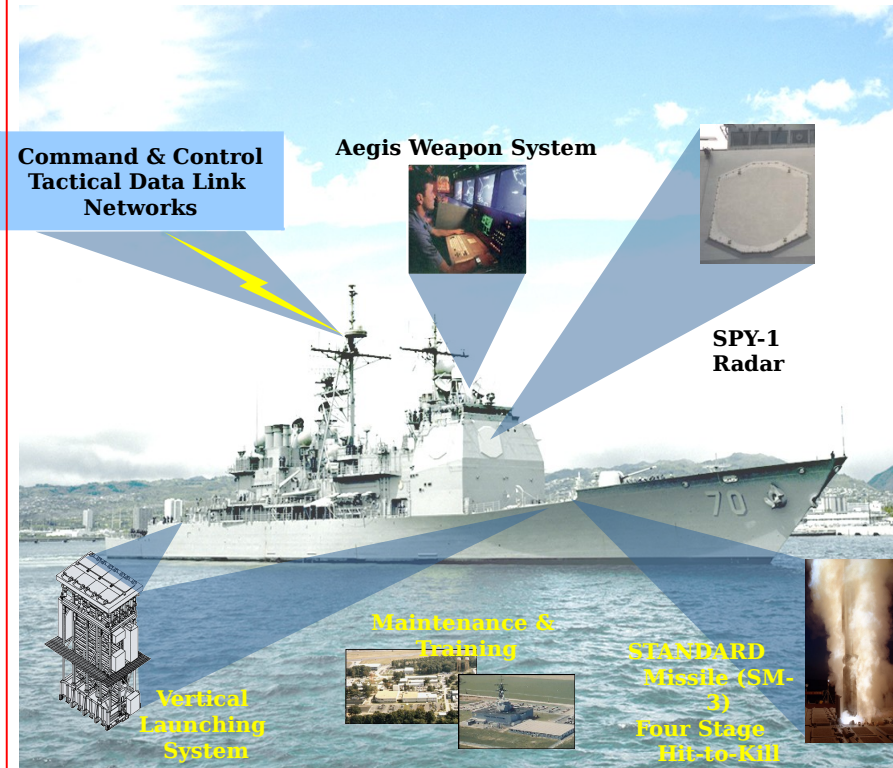 Command & Control
Tactical Data Link
Networks
Aegis Weapon System
SPY-1
Radar
70
Maintenance &
Training
STANDARD
Missile (SM-
3)
Four Stage
Hit-to-Kill
Vertical
Launching
System